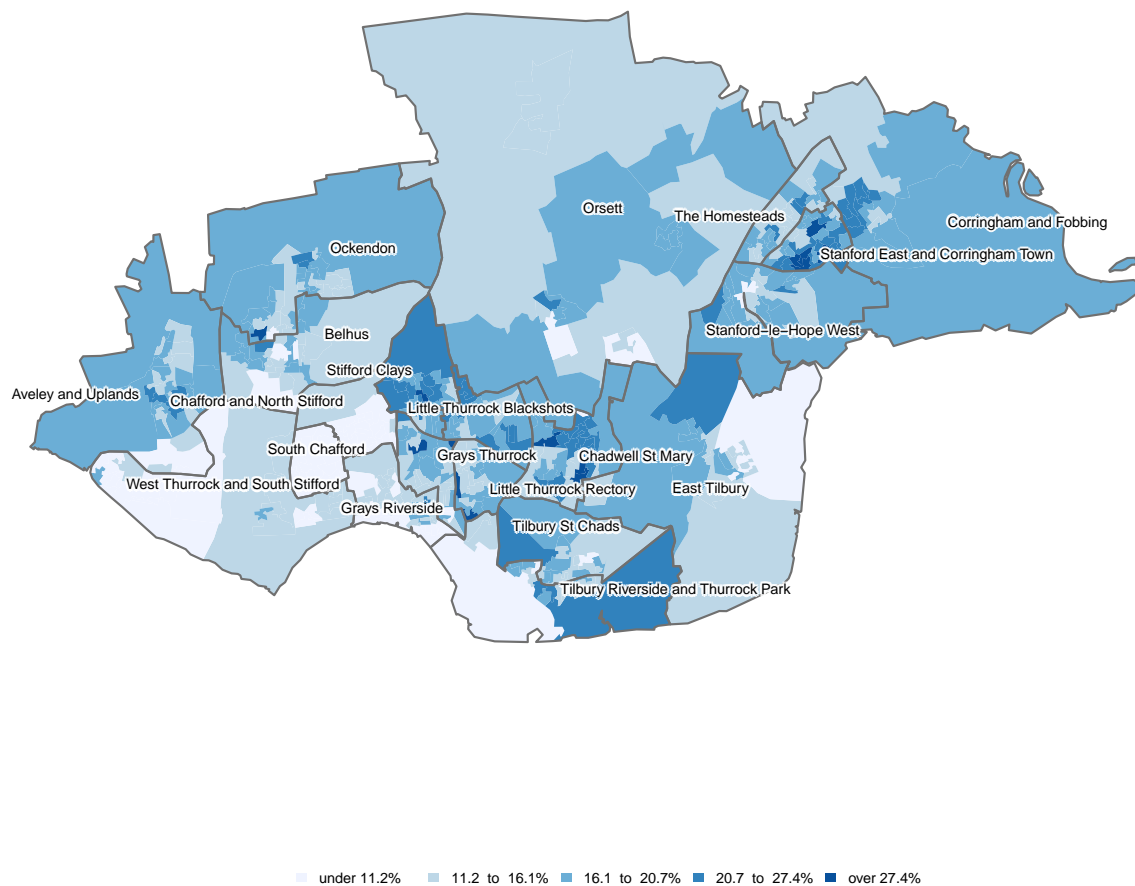 Orsett
The Homesteads
Corringham and Fobbing
Ockendon
Stanford East and Corringham Town
Belhus
Stanford−le−Hope West
Stifford Clays
Aveley and Uplands
Chafford and North Stifford
Little Thurrock Blackshots
South Chafford
Grays Thurrock
Chadwell St Mary
West Thurrock and South Stifford
Little Thurrock Rectory
East Tilbury
Grays Riverside
Tilbury St Chads
Tilbury Riverside and Thurrock Park
under 11.2%
11.2 to 16.1%
16.1 to 20.7%
20.7 to 27.4%
over 27.4%